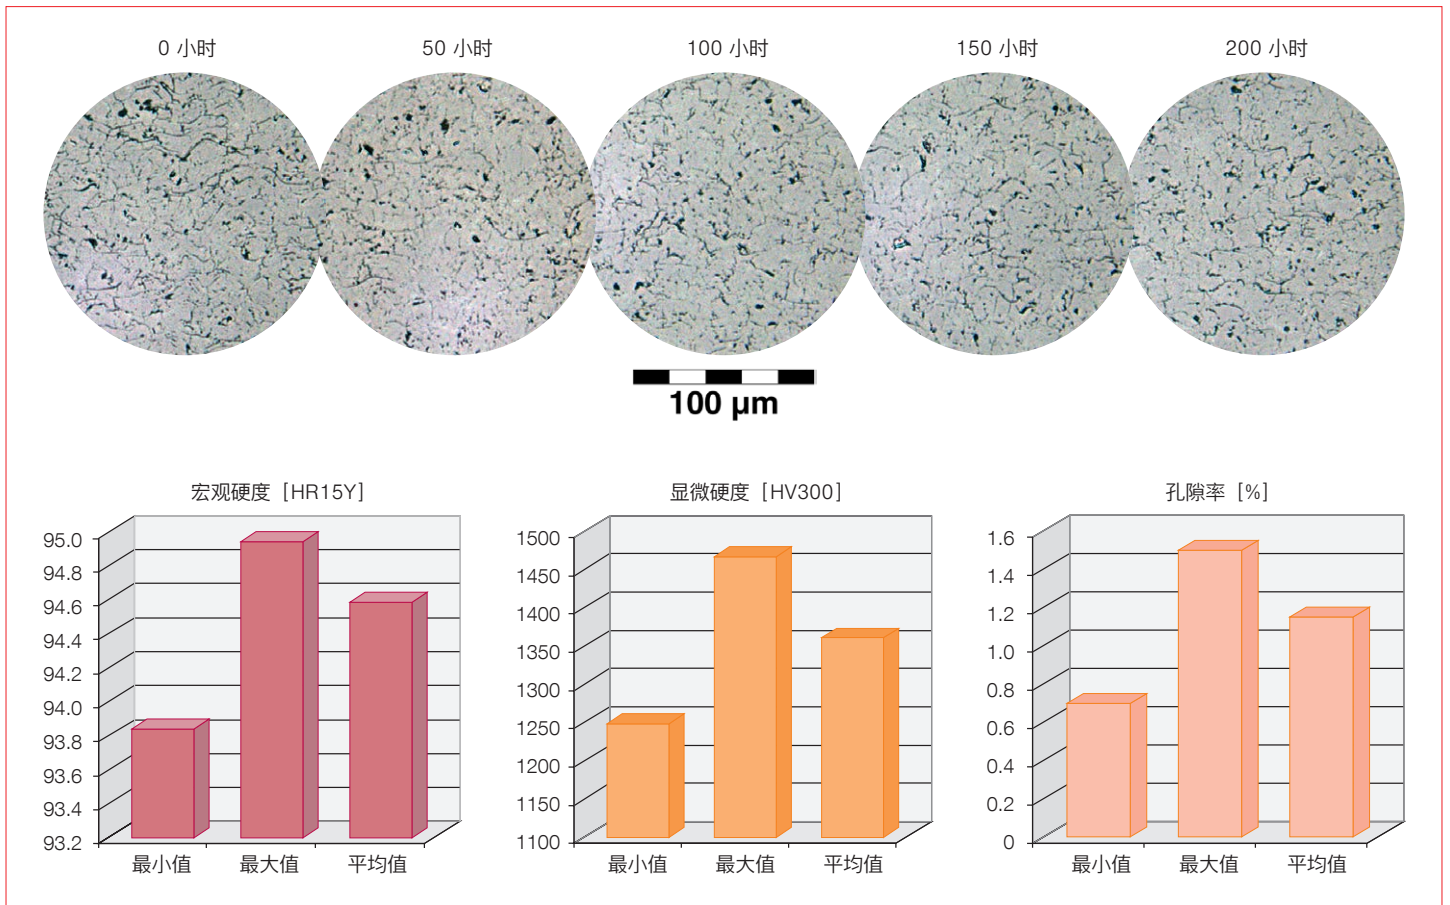 0 小时
50 小时
100 小时
150 小时
200 小时
100 µm
宏观硬度 [HR15Y]
95.0
94.8
94.6
94.4
94.2
94.0
93.8
93.6
93.4
93.2
最小值
最大值
平均值
显微硬度 [HV300]
1500
1450
1400
1350
1300
1250
1200
1150
1100
最小值
最大值
平均值
孔隙率 [%]
1.6
1.4
1.2
1.0
0.8
0.6
0.4
0.2
0
最小值
最大值
平均值